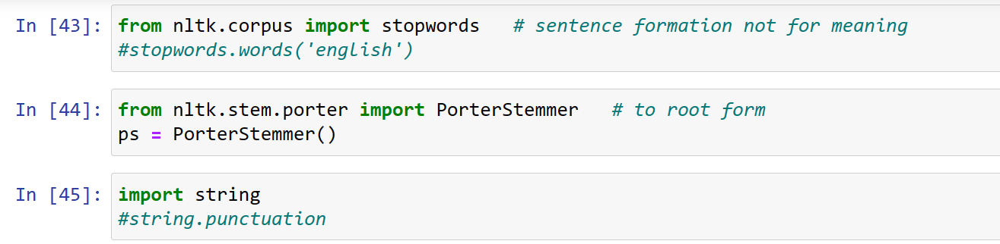 In [43]: from nltk.corpus import stopwords   # sentence formation not for meaning
#stopwords.words('english')
In [44]: from nltk.stem.porter import PorterStemmer   # to root form
ps = PorterStemmer()
In [45]: import string
#string.punctuation